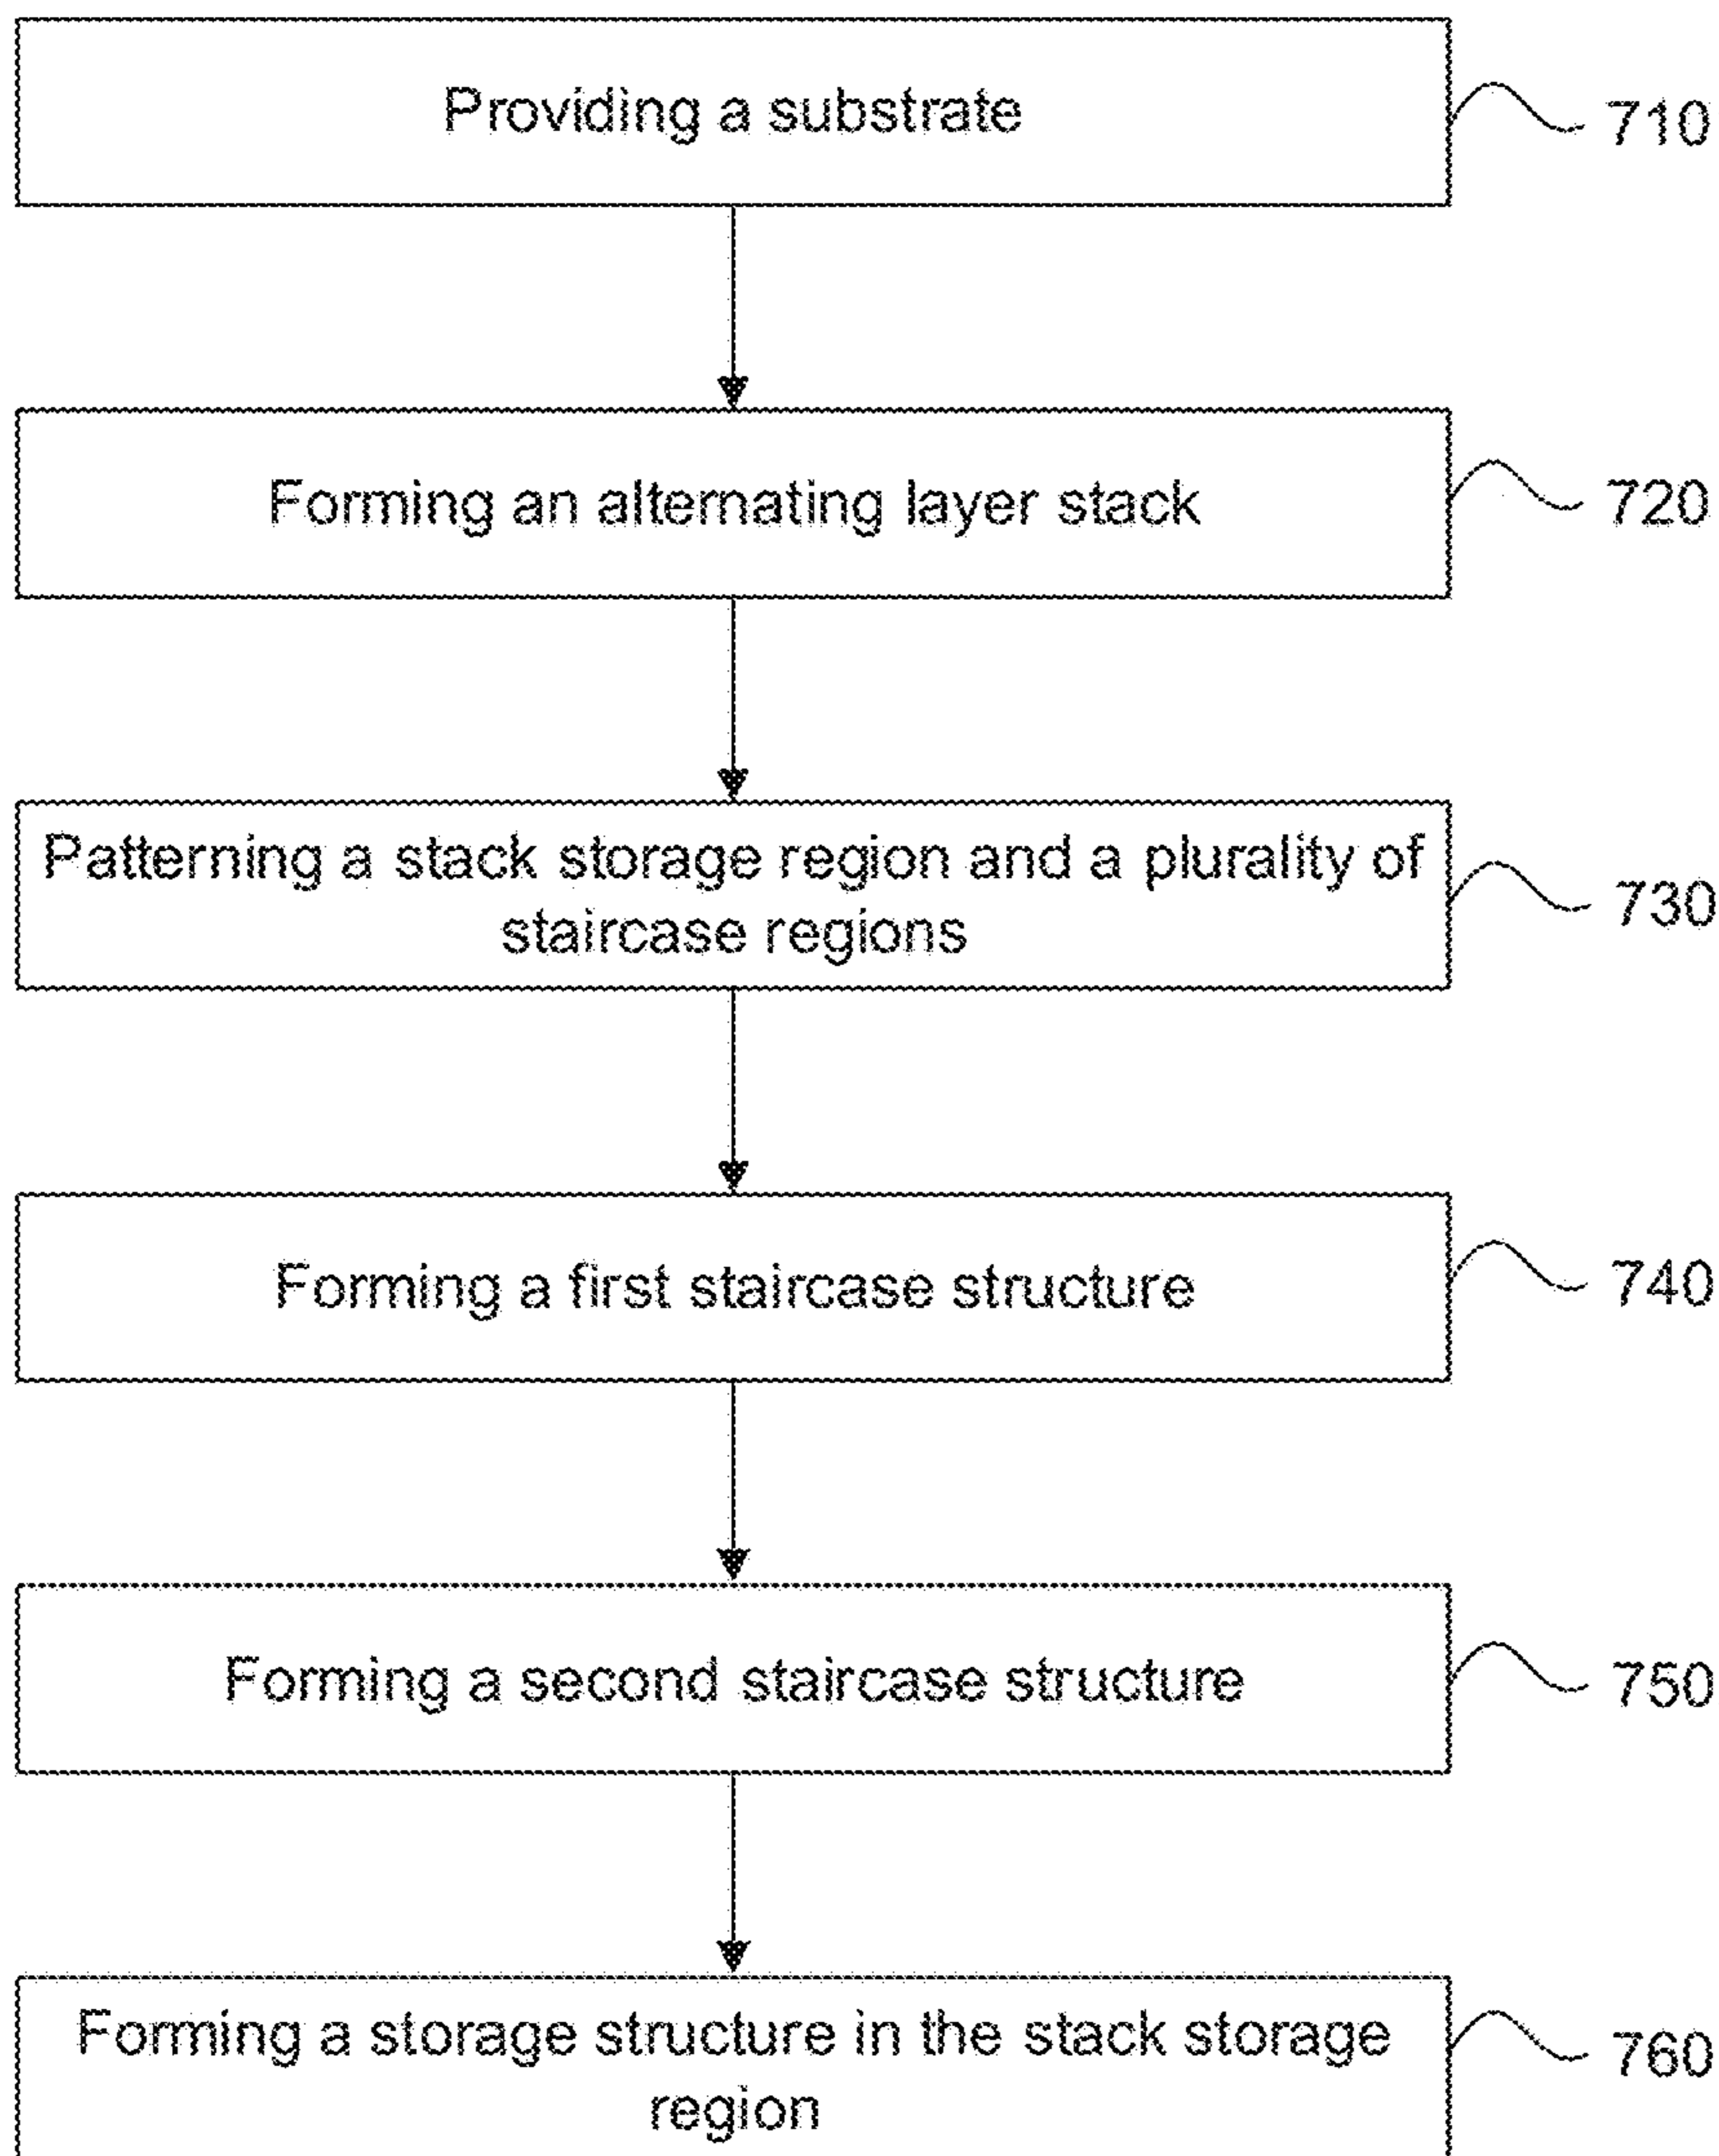 Providing a substrate
710
Forming an alternating layer stack
720
Patterning a stack storage region and a plurality of
staircase regions
730
Forming a first staircase structure
740
Forming a second staircase structure
750
Forming a storage structure in the stack storage
region
760